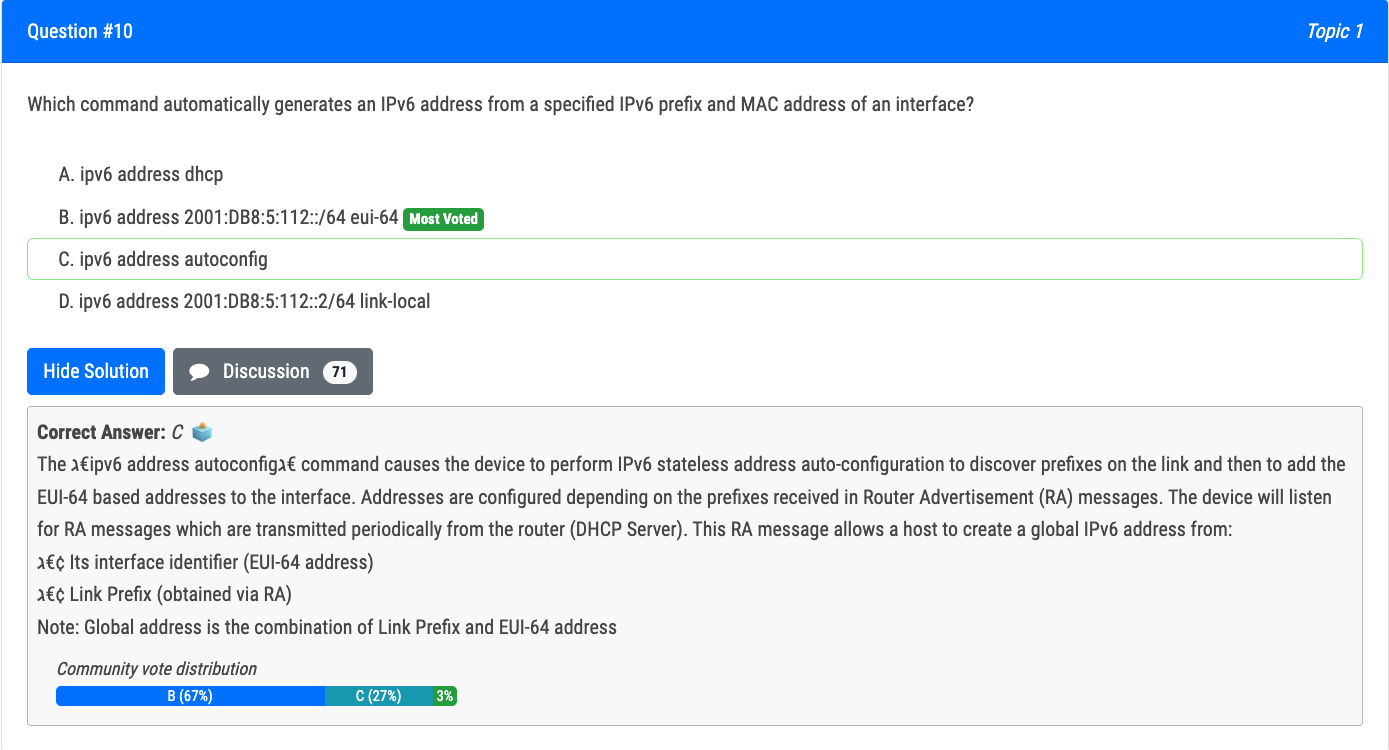 Question #10
Topic 1
Which command automatically generates an IPv6 address from a specified IPv6 prefix and MAC address of an interface?
A. ipv6 address dhcp
B. ipv6 address 2001:DB8:5:112::/64 eui-64 Most Voted
C. ipv6 address autoconfig
D. ipv6 address 2001:DB8:5:112::2/64 link-local
Hide Solution
Discussion 71
Correct Answer: C
The ג€ipv6 address autoconfigג€ command causes the device to perform IPv6 stateless address auto-configuration to discover prefixes on the link and then to add the
EUI-64 based addresses to the interface. Addresses are configured depending on the prefixes received in Router Advertisement (RA) messages. The device will listen
for RA messages which are transmitted periodically from the router (DHCP Server). This RA message allows a host to create a global IPv6 address from:
ג€¢ Its interface identifier (EUI-64 address)
ג€¢ Link Prefix (obtained via RA)
Note: Global address is the combination of Link Prefix and EUI-64 address
Community vote distribution
B (67%) C (27%) 3%